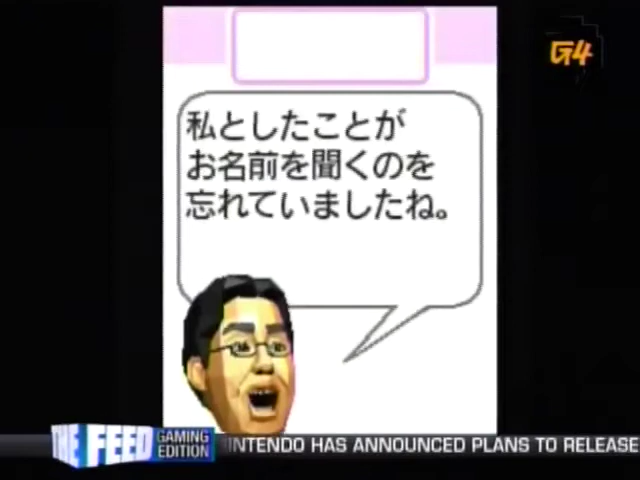 G4
私としたことが
お名前を聞くのを
忘れていましたね。
THE FEED
GAMING
EDITION
NINTENDO HAS ANNOUNCED PLANS TO RELEASE